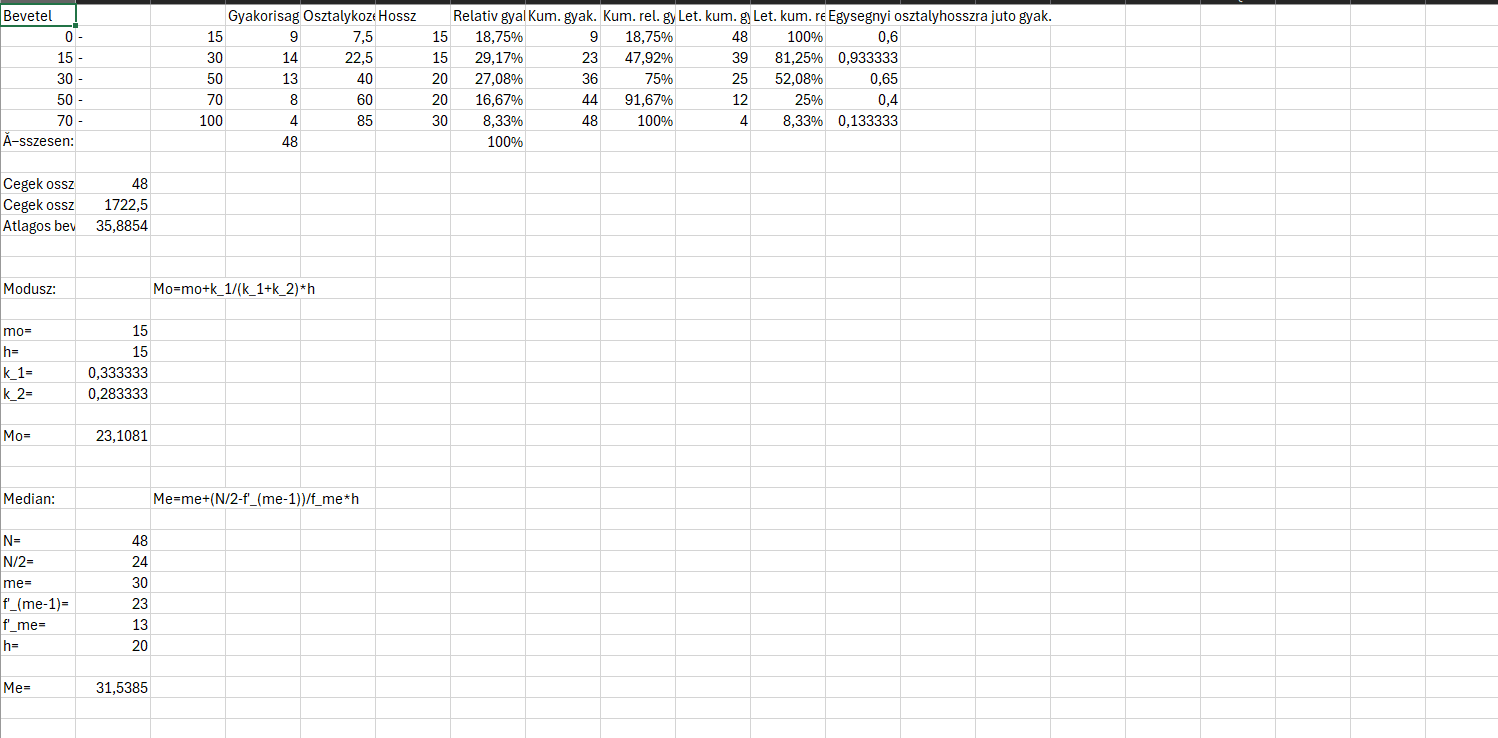 Bevetel Gyakorisag Osztalykoze Hossz Relativ gyal Kum. gyak. Kum. rel. gy Let. kum. gy Let. kum. re Egysegnyi osztalyhosszra juto gyak.
0 - 15 9 7,5 15 18,75% 9 18,75% 48 100% 0,6
15 - 30 14 22,5 15 29,17% 23 47,92% 39 81,25% 0,933333
30 - 50 13 40 20 27,08% 36 75% 25 52,08% 0,65
50 - 70 8 60 20 16,67% 44 91,67% 12 25% 0,4
70 - 100 4 85 30 8,33% 48 100% 4 8,33% 0,133333
Ă–sszesen: 48 100%
Cegek ossz 48
Cegek ossz 1722,5
Atlagos bev 35,8854
Modusz: Mo=mo+k_1/(k_1+k_2)*h
mo= 15
h= 15
k_1= 0,333333
k_2= 0,283333
Mo= 23,1081
Median: Me=me+(N/2-f'_(me-1))/f_me*h
N= 48
N/2= 24
me= 30
f'_(me-1)= 23
f'_me= 13
h= 20
Me= 31,5385